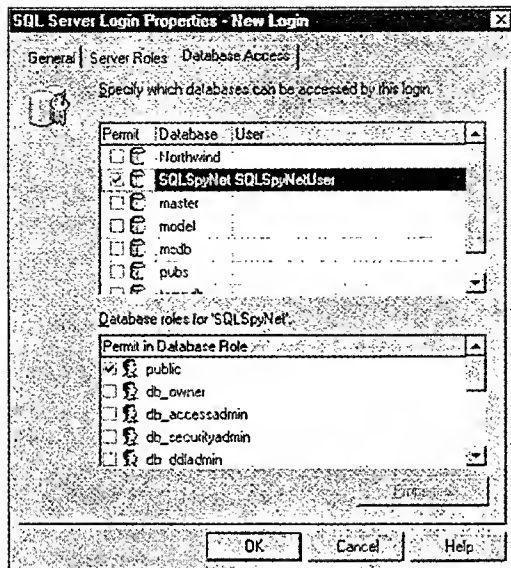 SQL Server Login Properties - New Login
General Server Roles Database Access
Specify which databases can be accessed by this login.
Permit Database User
Northwind
SQLSpyNet SQLSpyNetUser
master
model
msdb
pubs
tempdb
Database roles for 'SQLSpyNet':
Permit in Database Role
public
db_owner
db_accessadmin
db_securityadmin
db_ddladmin
OK Cancel Help